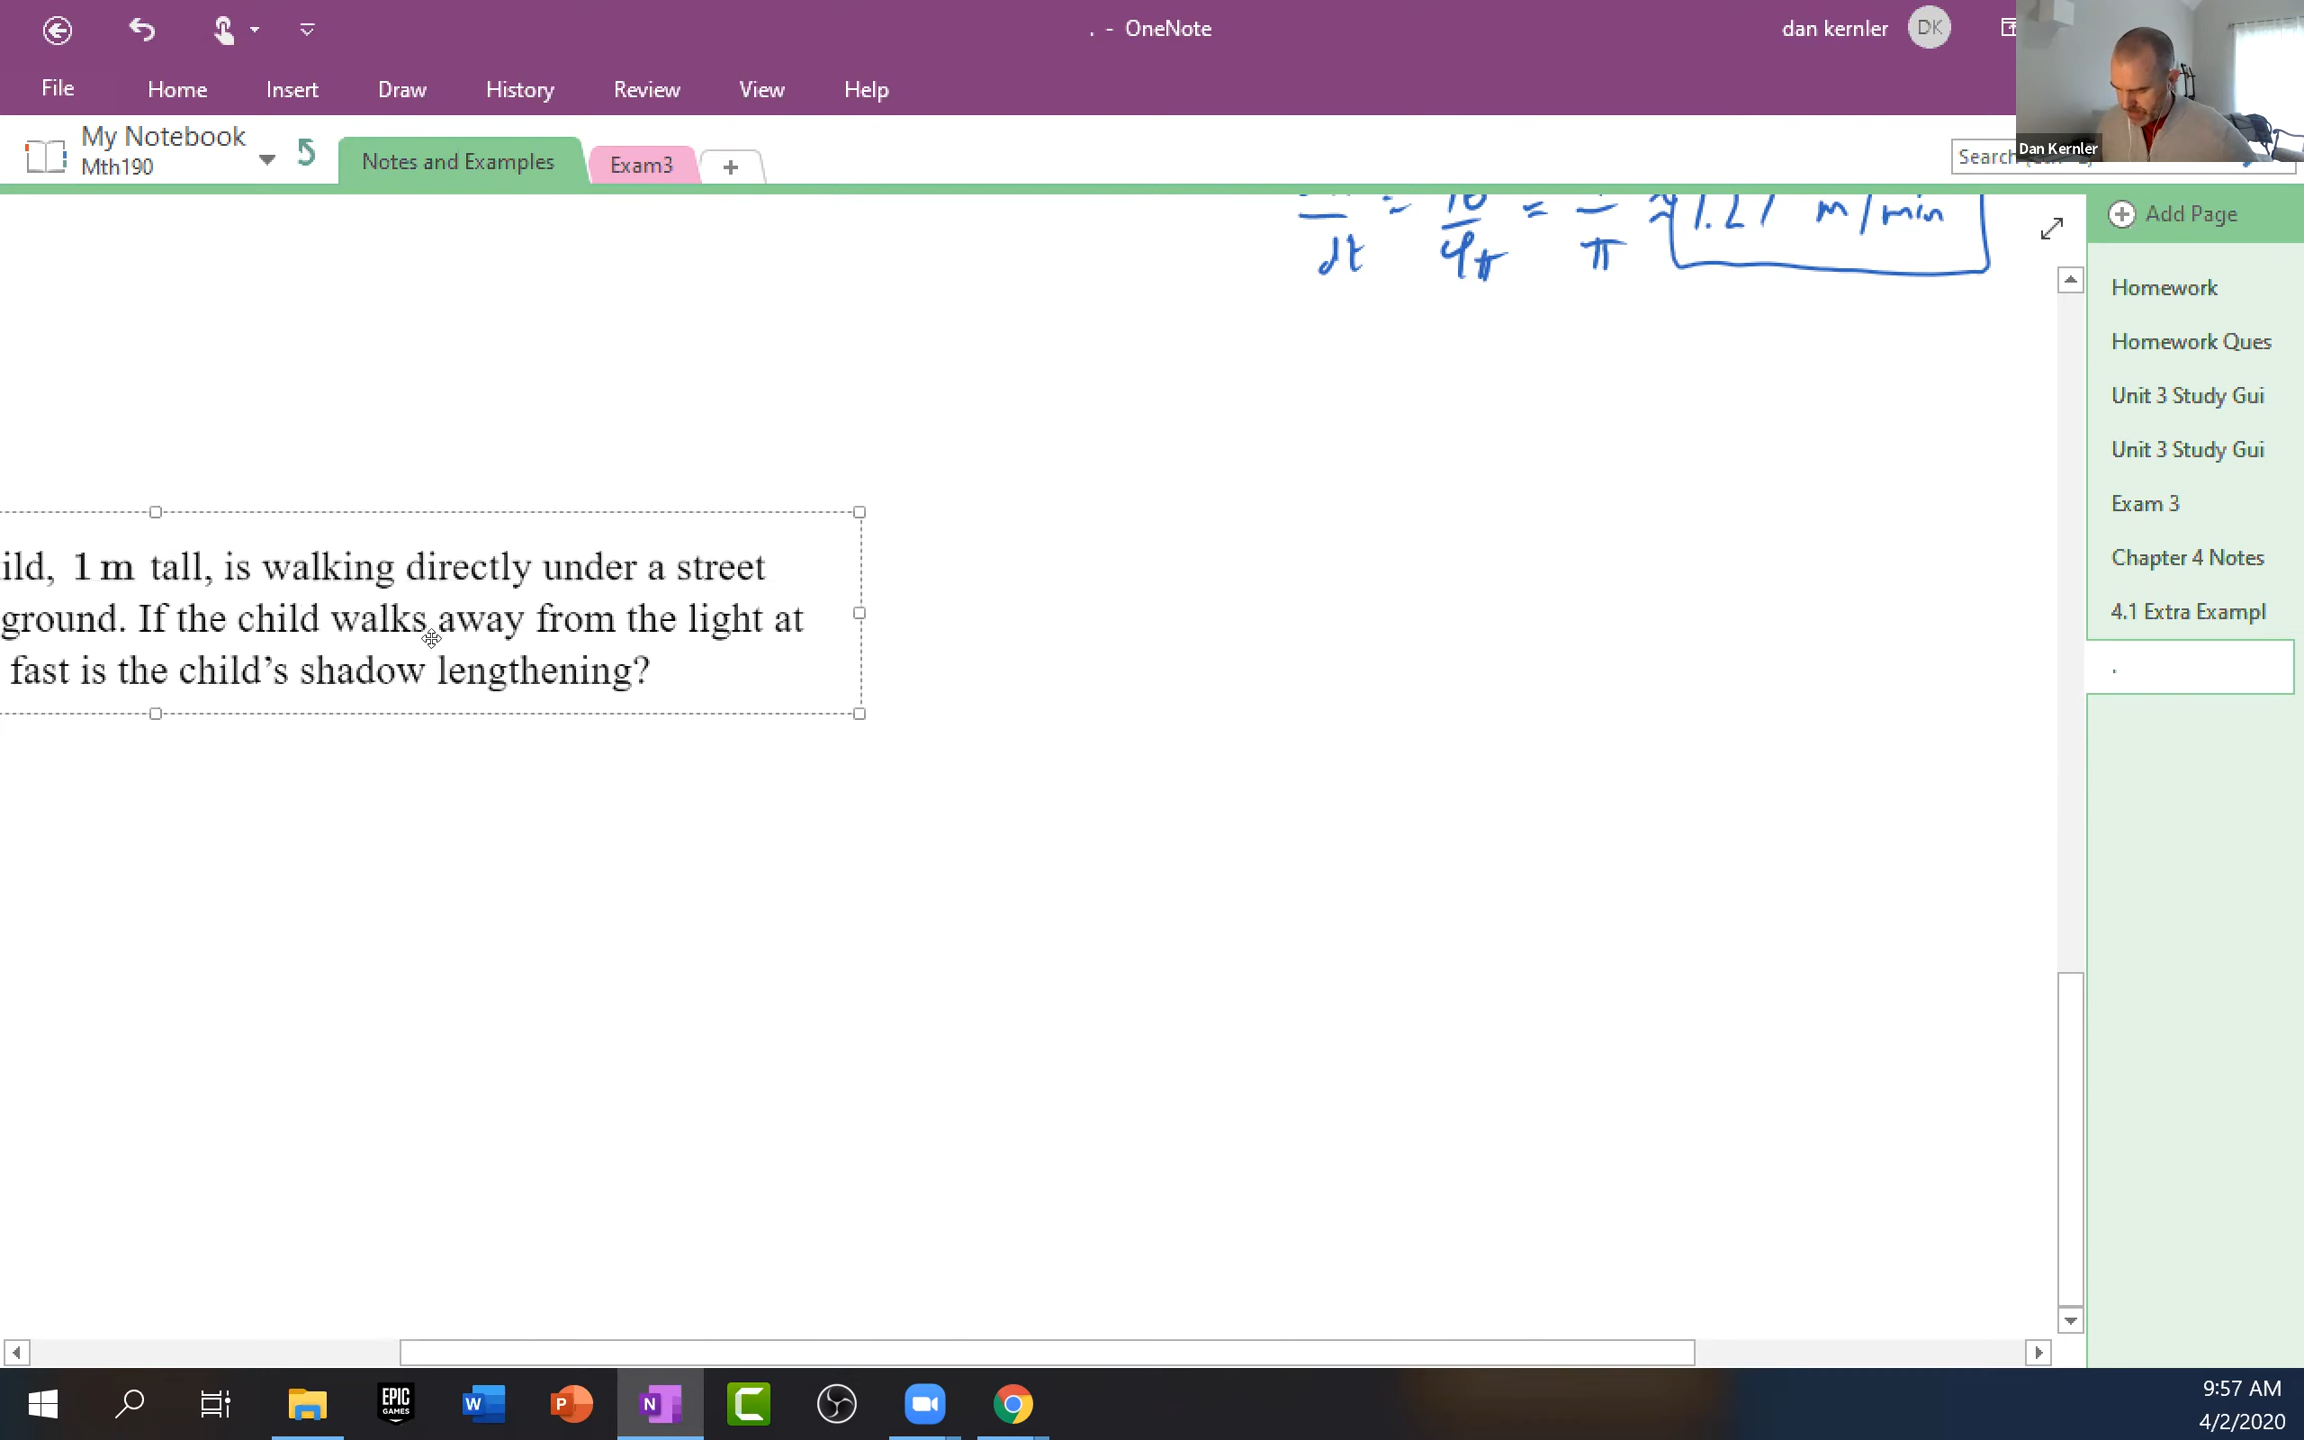 . - OneNote
dan kernler
DK
File Home Insert Draw History Review View Help
My Notebook
Mth190
Notes and Examples
Exam3
Search
Dan Kernler
Add Page
dt = 4π = π ≈ 1.27 m/min
Homework
Homework Ques
Unit 3 Study Gui
Unit 3 Study Gui
Exam 3
Chapter 4 Notes
4.1 Extra Exampl
.
ild, 1 m tall, is walking directly under a street
ground. If the child walks away from the light at
fast is the child's shadow lengthening?
EPIC
GAMES
W
P
N
9:57 AM
4/2/2020